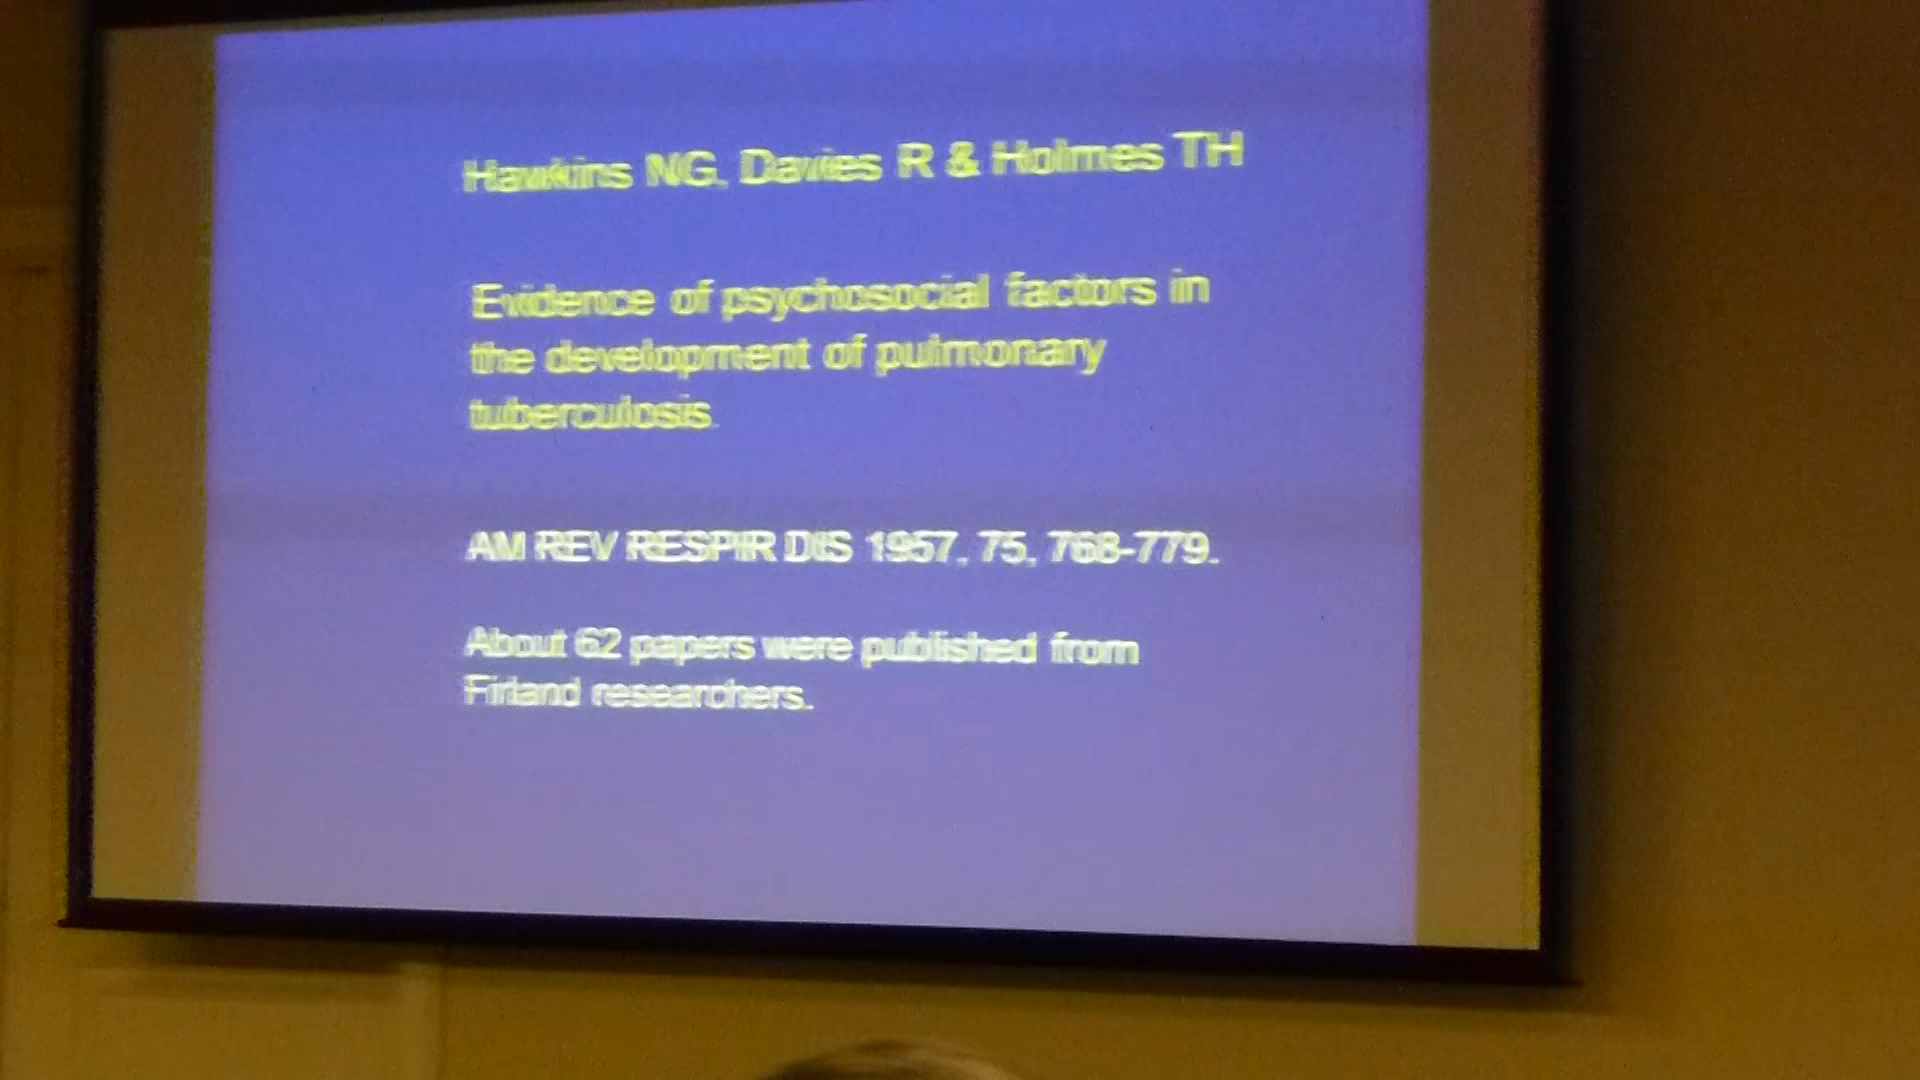 Hawkins NG, Davies R & Holmes TH
Evidence of psychosocial factors in
the development of pulmonary
tuberculosis.
AM REV RESPIR DIS 1957, 75, 768-779.
About 62 papers were published from
Firland researchers.